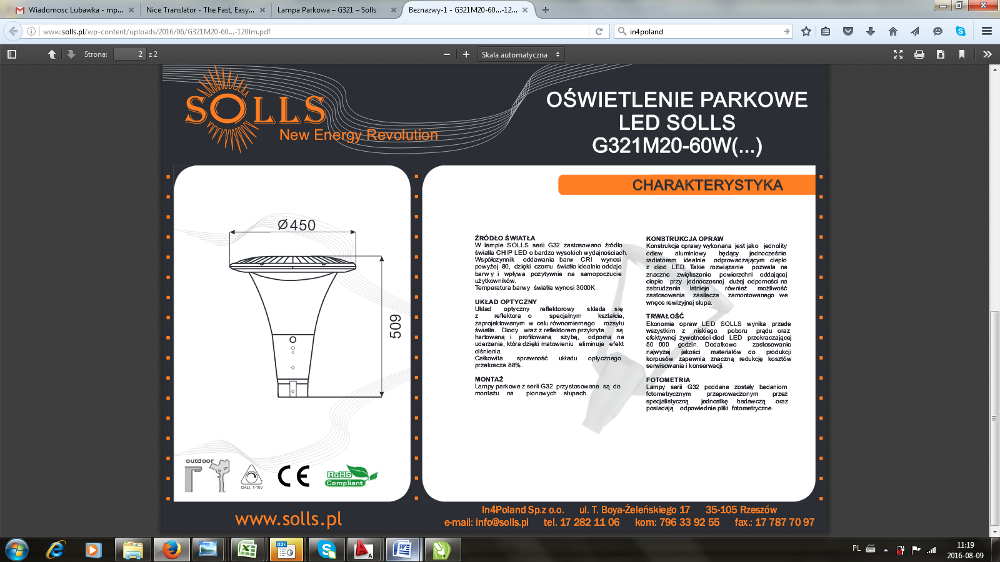 Wiadomosc Lubawka - mp...
Nice Translator - The Fast, Easy...
Lampa Parkowa – G321 – Solls
Beznazwy-1 - G321M20-60...-12...
www.solls.pl/wp-content/uploads/2016/06/G321M20-60...-120lm.pdf
in4poland
Strona: 2 z 2
Skala automatyczna
SOLLS
New Energy Revolution
OŚWIETLENIE PARKOWE
LED SOLLS
G321M20-60W(...)
CHARAKTERYSTYKA
Ø450
509
ŹRÓDŁO ŚWIATŁA
W lampie SOLLS serii G32 zastosowano źródło
światła CHIP LED o bardzo wysokich wydajnościach.
Współczynnik oddawania barw CRI wynosi
powyżej 80, dzięki czemu światło idealnie oddaje
barwy i wpływa pozytywnie na samopoczucie
użytkowników.
Temperatura barwy światła wynosi 3000K.
UKŁAD OPTYCZNY
Układ optyczny reflektorowy składa się
z reflektora o specjalnym kształcie,
zaprojektowanym w celu równomiernego rozsyłu
światła. Diody wraz z reflektorem przykryte są
hartowaną i profilowaną szybą, odporną na
uderzenia, która dzięki matowieniu eliminuje efekt
olśnienia.
Całkowita sprawność układu optycznego
przekracza 88%.
MONTAŻ
Lampy parkowe z serii G32 przystosowane są do
montażu na pionowych słupach.
KONSTRUKCJA OPRAW
Konstrukcja oprawy wykonana jest jako jednolity
odlew aluminiowy będący jednocześnie
radiatorem idealnie odprowadzającym ciepło
z diod LED. Takie rozwiązanie pozwala na
znaczne zwiększenie powierzchni oddającej
ciepło przy jednoczesnej dużej odporności na
zabrudzenia. Istnieje również możliwość
zastosowania zasilacza zamontowanego we
wnęce rewizyjnej słupa.
TRWAŁOŚĆ
Ekonomia opraw LED SOLLS wynika przede
wszystkim z niskiego poboru prądu oraz
efektywnej żywotności diod LED przekraczającej
50 000 godzin. Dodatkowo zastosowanie
najwyżej jakości materiałów do produkcji
korpusów zapewnia znaczną redukcję kosztów
serwisowania i konserwacji.
FOTOMETRIA
Lampy serii G32 poddane zostały badaniom
fotometrycznym przeprowadzonym przez
specjalistyczną jednostkę badawczą oraz
posiadają odpowiednie pliki fotometryczne.
outdoor
DALI, 1-10V
CE
RoHS
Compliant
www.solls.pl
In4Poland Sp.z o.o. ul. T. Boya-Żeleńskiego 17 35-105 Rzeszów
e-mail: info@solls.pl tel. 17 282 11 06 kom: 796 33 92 55 fax.: 17 787 70 97
ODF
PL
11:19
2016-08-09